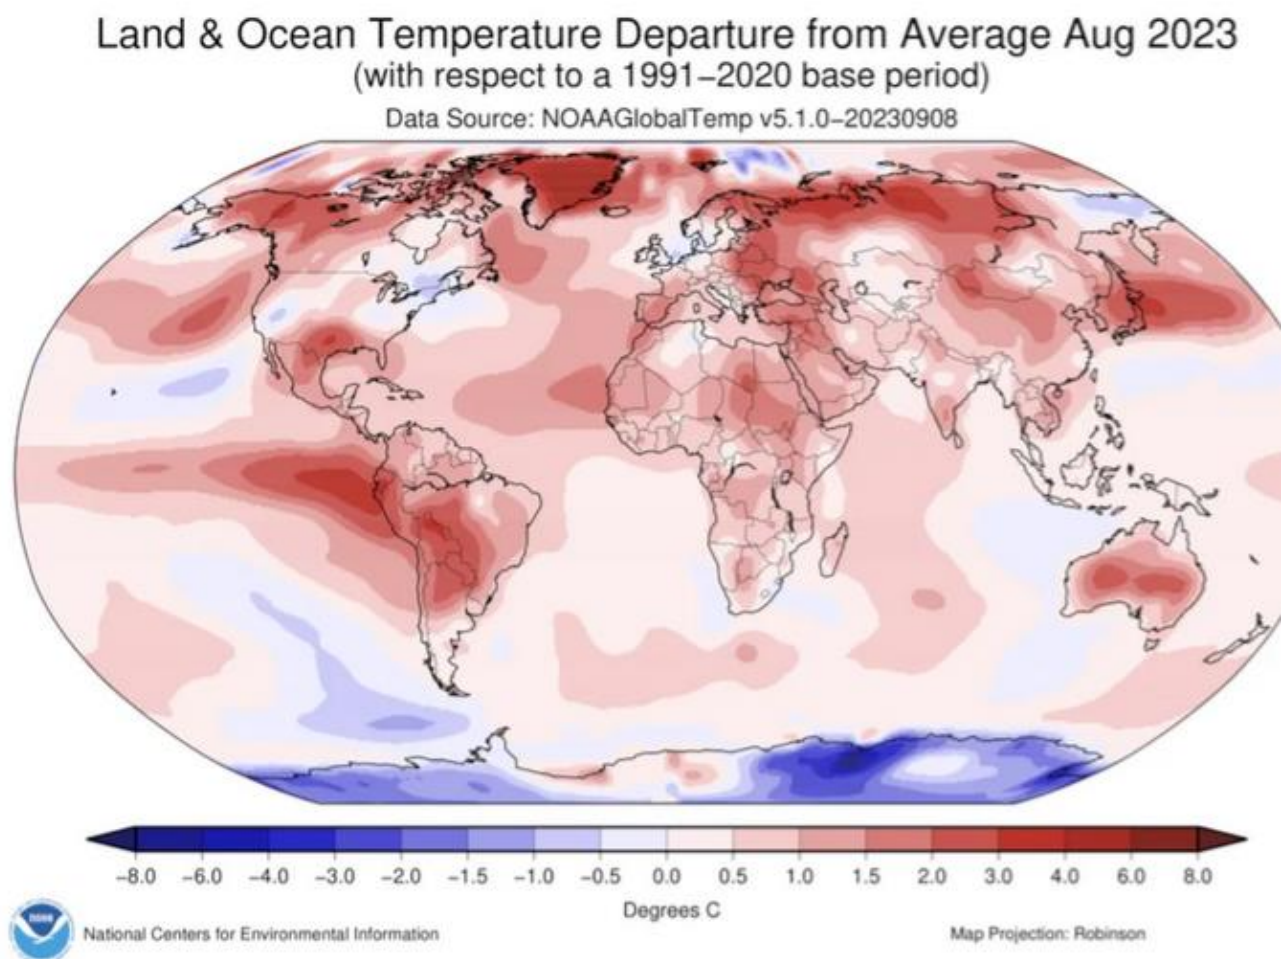 Land & Ocean Temperature Departure from Average Aug 2023
(with respect to a 1991–2020 base period)
Data Source: NOAAGlobalTemp v5.1.0–20230908
−8.0 −6.0 −4.0 −3.0 −2.0 −1.5 −1.0 −0.5 0.0 0.5 1.0 1.5 2.0 3.0 4.0 6.0 8.0
Degrees C
National Centers for Environmental Information
Map Projection: Robinson